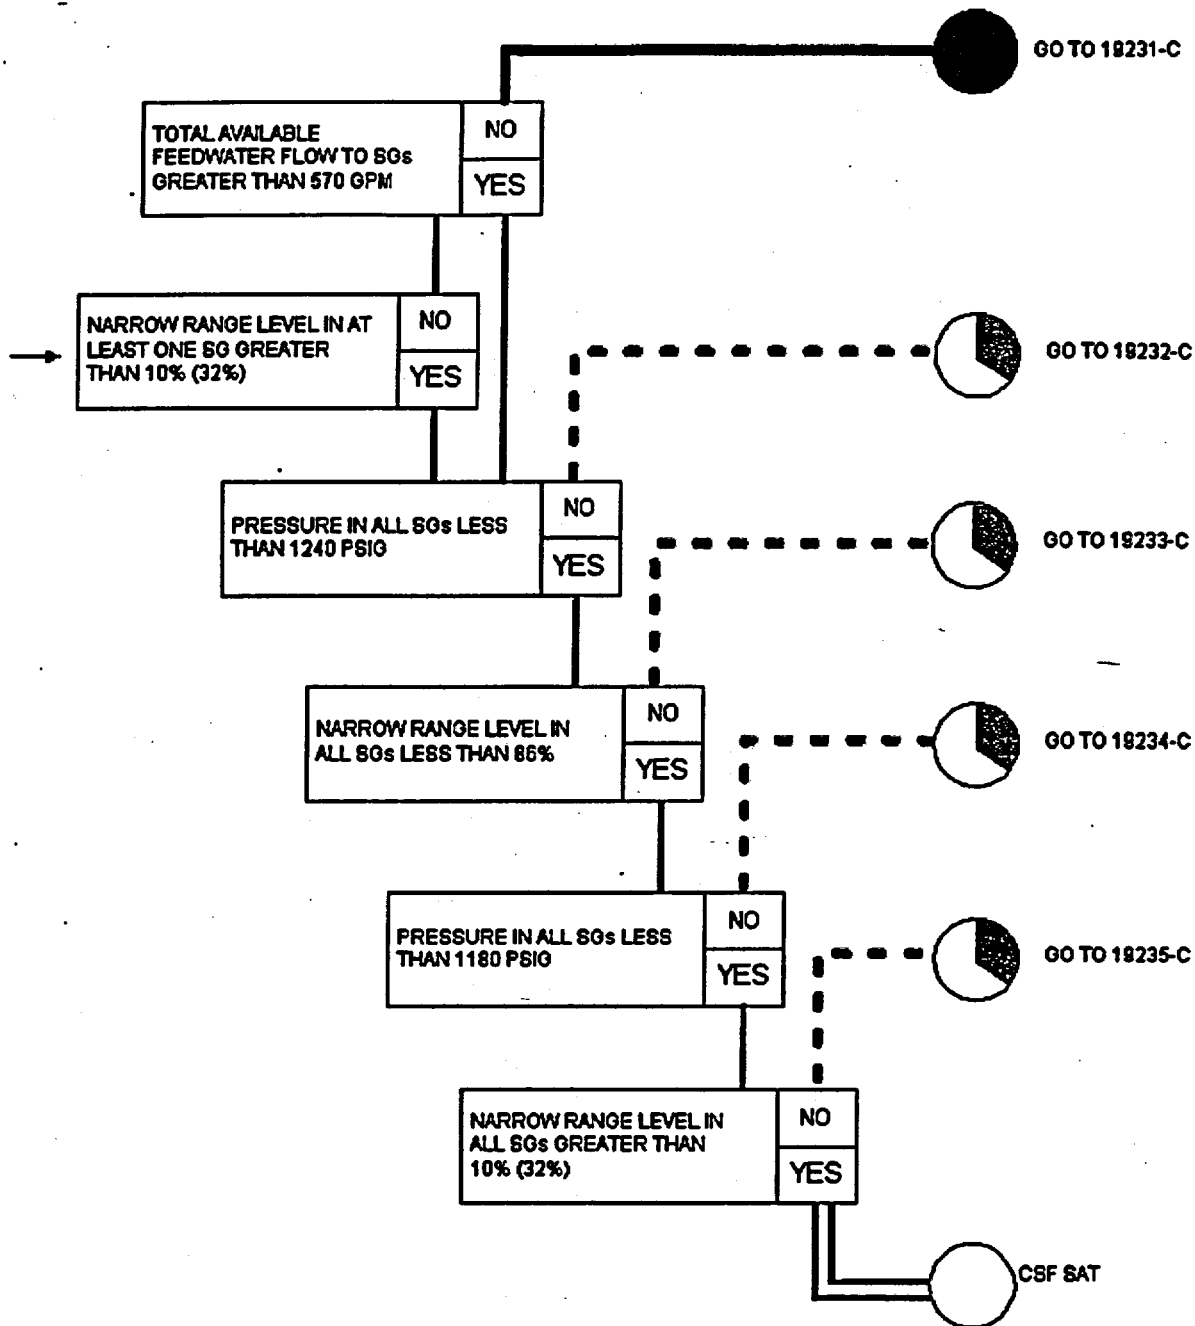 GO TO 19231-C
TOTAL AVAILABLE
FEEDWATER FLOW TO SGs
GREATER THAN 570 GPM
NO
YES
NARROW RANGE LEVEL IN AT
LEAST ONE SG GREATER
THAN 10% (32%)
NO
YES
GO TO 19232-C
PRESSURE IN ALL SGs LESS
THAN 1240 PSIG
NO
YES
GO TO 19233-C
NARROW RANGE LEVEL IN
ALL SGs LESS THAN 86%
NO
YES
GO TO 19234-C
PRESSURE IN ALL SGs LESS
THAN 1180 PSIG
NO
YES
GO TO 19235-C
NARROW RANGE LEVEL IN
ALL SGs GREATER THAN
10% (32%)
NO
YES
CSF SAT